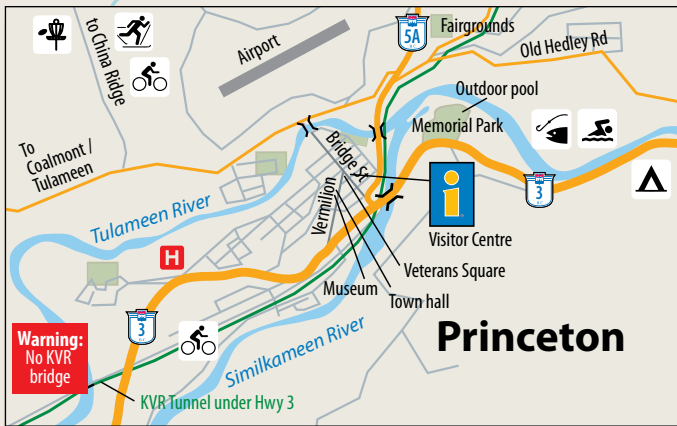 to China Ridge
Airport
5A
Fairgrounds
Old Hedley Rd
Outdoor pool
Memorial Park
To
Coalmont /
Tulameen
Bridge St
Tulameen River
Vermilion
i
3
Visitor Centre
Veterans Square
H
Museum
Town hall
3
Princeton
Similkameen River
Warning:
No KVR
bridge
KVR Tunnel under Hwy 3